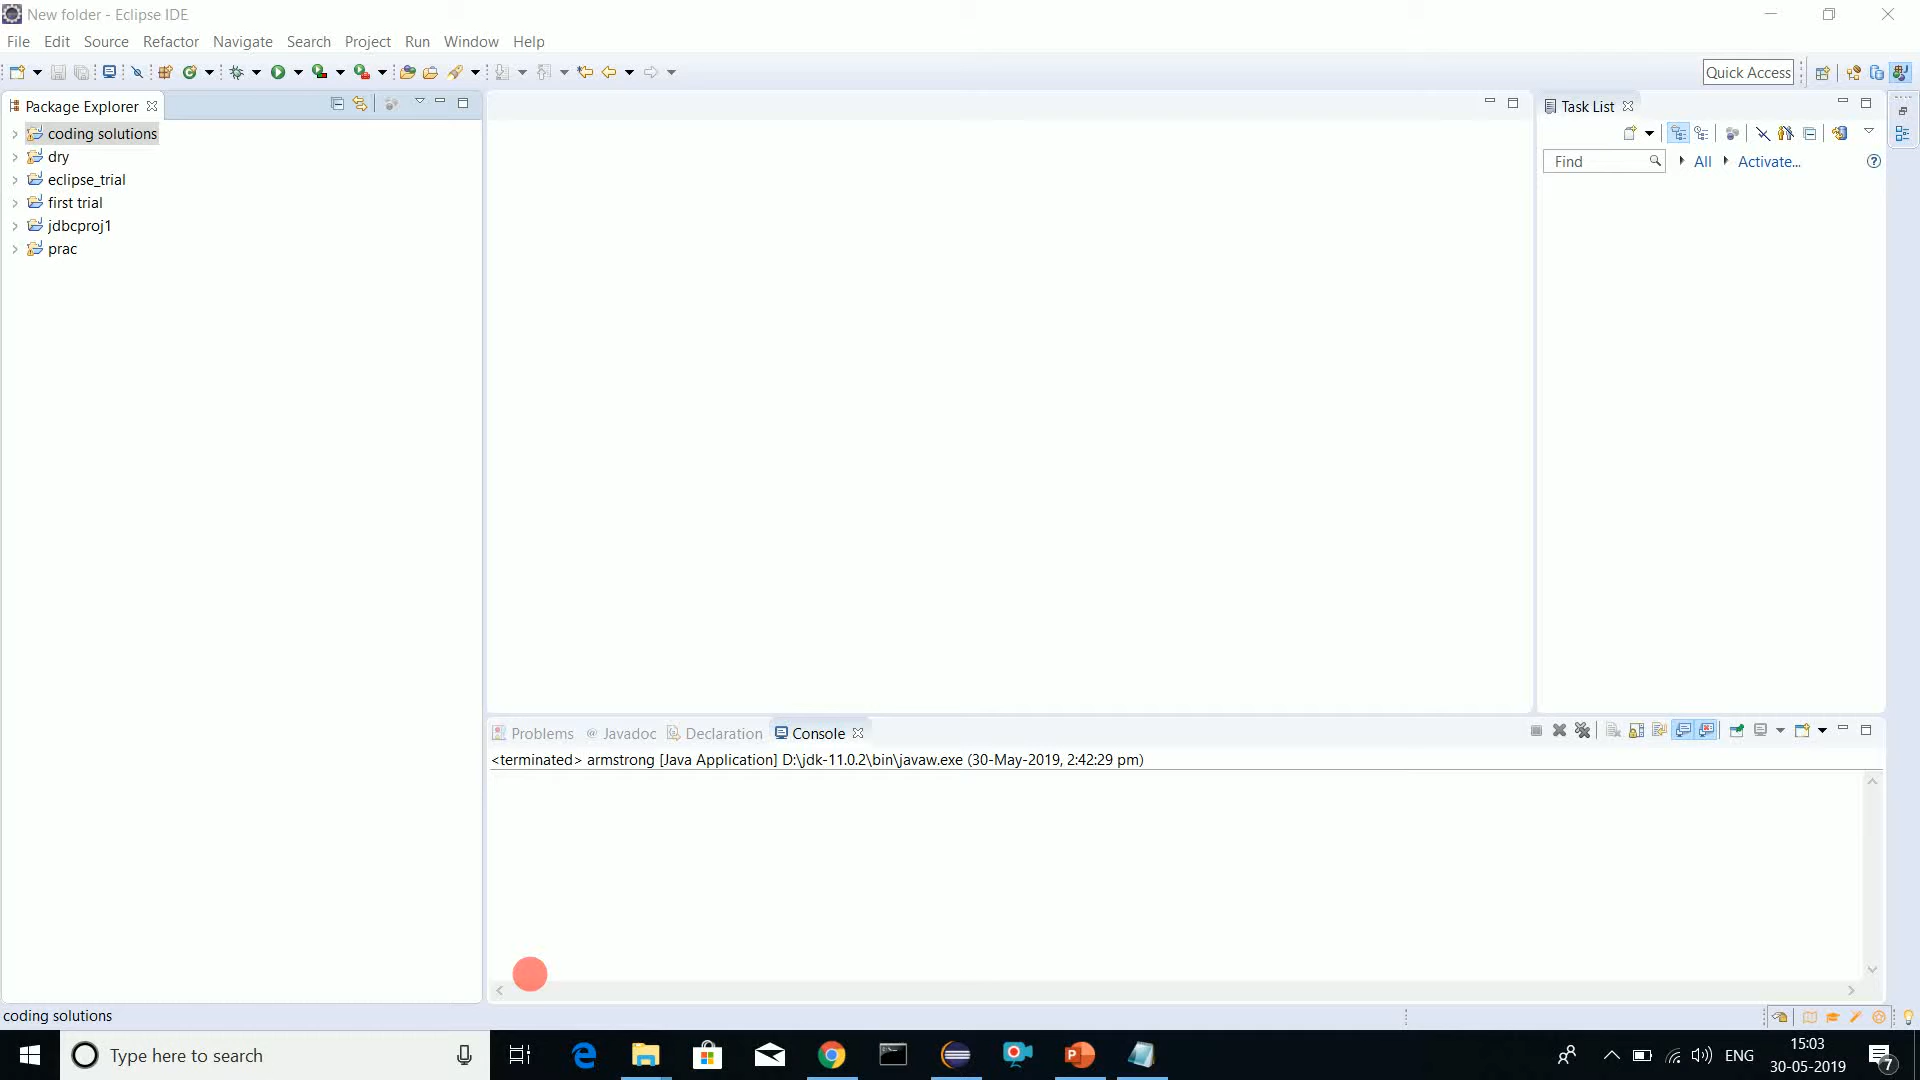 New folder - Eclipse IDE
File Edit Source Refactor Navigate Search Project Run Window Help
Quick Access
Package Explorer
Task List
coding solutions
dry
eclipse_trial
first trial
jdbcproj1
prac
Find All Activate...
Problems @ Javadoc Declaration Console
<terminated> armstrong [Java Application] D:\jdk-11.0.2\bin\javaw.exe (30-May-2019, 2:42:29 pm)
coding solutions
Type here to search
ENG
15:03
30-05-2019
7